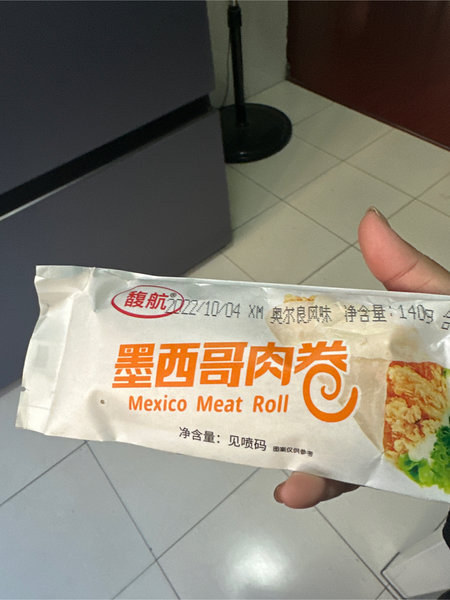 馥航®
2022/10/04 XM 奥尔良风味 净含量:140g
墨西哥肉卷
Mexico Meat Roll
净含量：见喷码 图案仅供参考